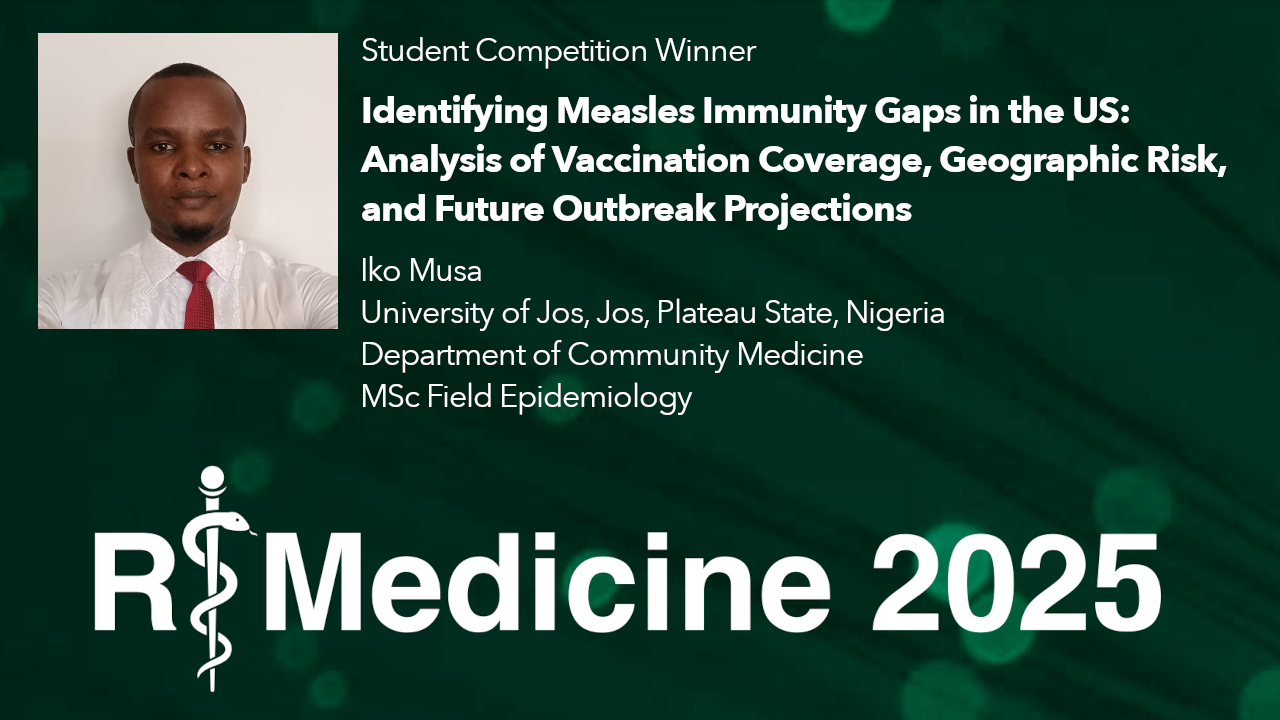 Student Competition Winner
Identifying Measles Immunity Gaps in the US:
Analysis of Vaccination Coverage, Geographic Risk,
and Future Outbreak Projections
Iko Musa
University of Jos, Jos, Plateau State, Nigeria
Department of Community Medicine
MSc Field Epidemiology
R Medicine 2025